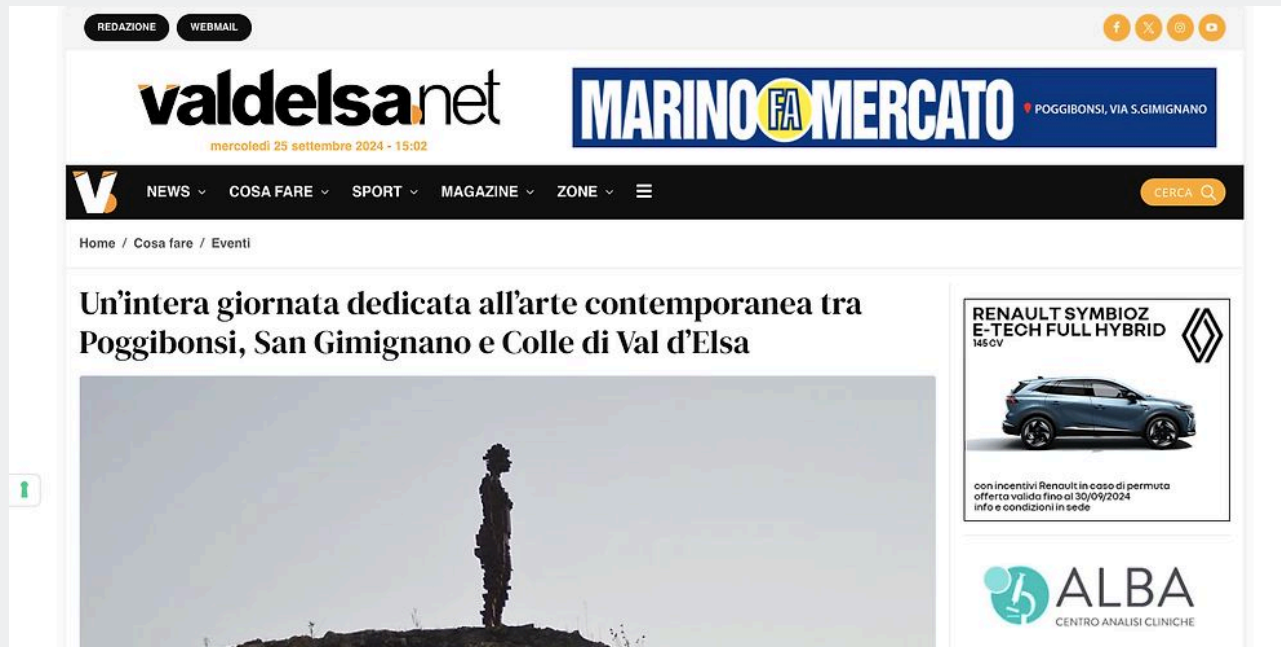 REDAZIONE WEBMAIL
valdelsa.net
mercoledì 25 settembre 2024 - 15:02
MARINO FA MERCATO
POGGIBONSI, VIA S.GIMIGNANO
NEWS COSA FARE SPORT MAGAZINE ZONE
CERCA
Home / Cosa fare / Eventi
Un’intera giornata dedicata all’arte contemporanea tra
Poggibonsi, San Gimignano e Colle di Val d’Elsa
RENAULT SYMBIOZ
E-TECH FULL HYBRID
145 CV
con incentivi Renault in caso di permuta
offerta valida fino al 30/09/2024
info e condizioni in sede
ALBA
CENTRO ANALISI CLINICHE